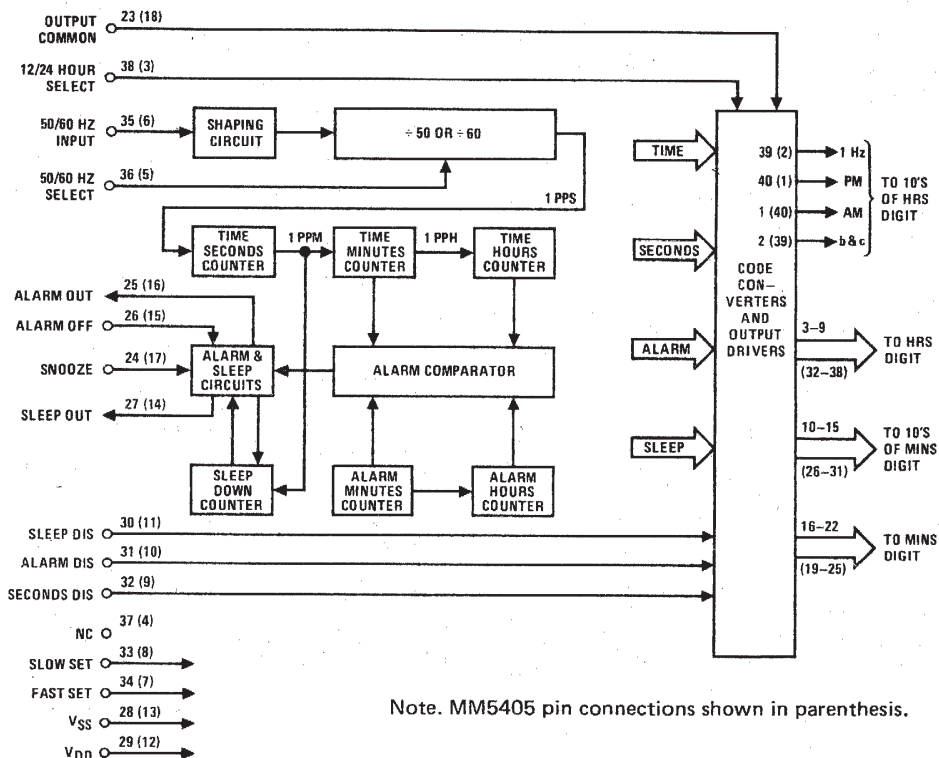 OUTPUT
COMMON
23 (18)
12/24 HOUR
SELECT
38 (3)
50/60 HZ
INPUT
35 (6)
SHAPING
CIRCUIT
÷ 50 OR ÷ 60
50/60 HZ
SELECT
36 (5)
1 PPS
TIME
SECONDS
COUNTER
1 PPM
TIME
MINUTES
COUNTER
1 PPH
TIME
HOURS
COUNTER
ALARM OUT
25 (16)
ALARM OFF
26 (15)
SNOOZE
24 (17)
SLEEP OUT
27 (14)
ALARM &
SLEEP
CIRCUITS
ALARM COMPARATOR
SLEEP
DOWN
COUNTER
ALARM
MINUTES
COUNTER
ALARM
HOURS
COUNTER
SLEEP DIS
30 (11)
ALARM DIS
31 (10)
SECONDS DIS
32 (9)
NC
37 (4)
SLOW SET
33 (8)
FAST SET
34 (7)
VSS
28 (13)
VDD
29 (12)
TIME
SECONDS
ALARM
SLEEP
CODE
CON–
VERTERS
AND
OUTPUT
DRIVERS
39 (2)
1 Hz
40 (1)
PM
1 (40)
AM
2 (39)
b & c
TO 10'S
OF HRS
DIGIT
3–9
(32–38)
TO HRS
DIGIT
10–15
(26–31)
TO 10'S
OF MINS
DIGIT
16–22
(19–25)
TO MINS
DIGIT
Note. MM5405 pin connections shown in parenthesis.